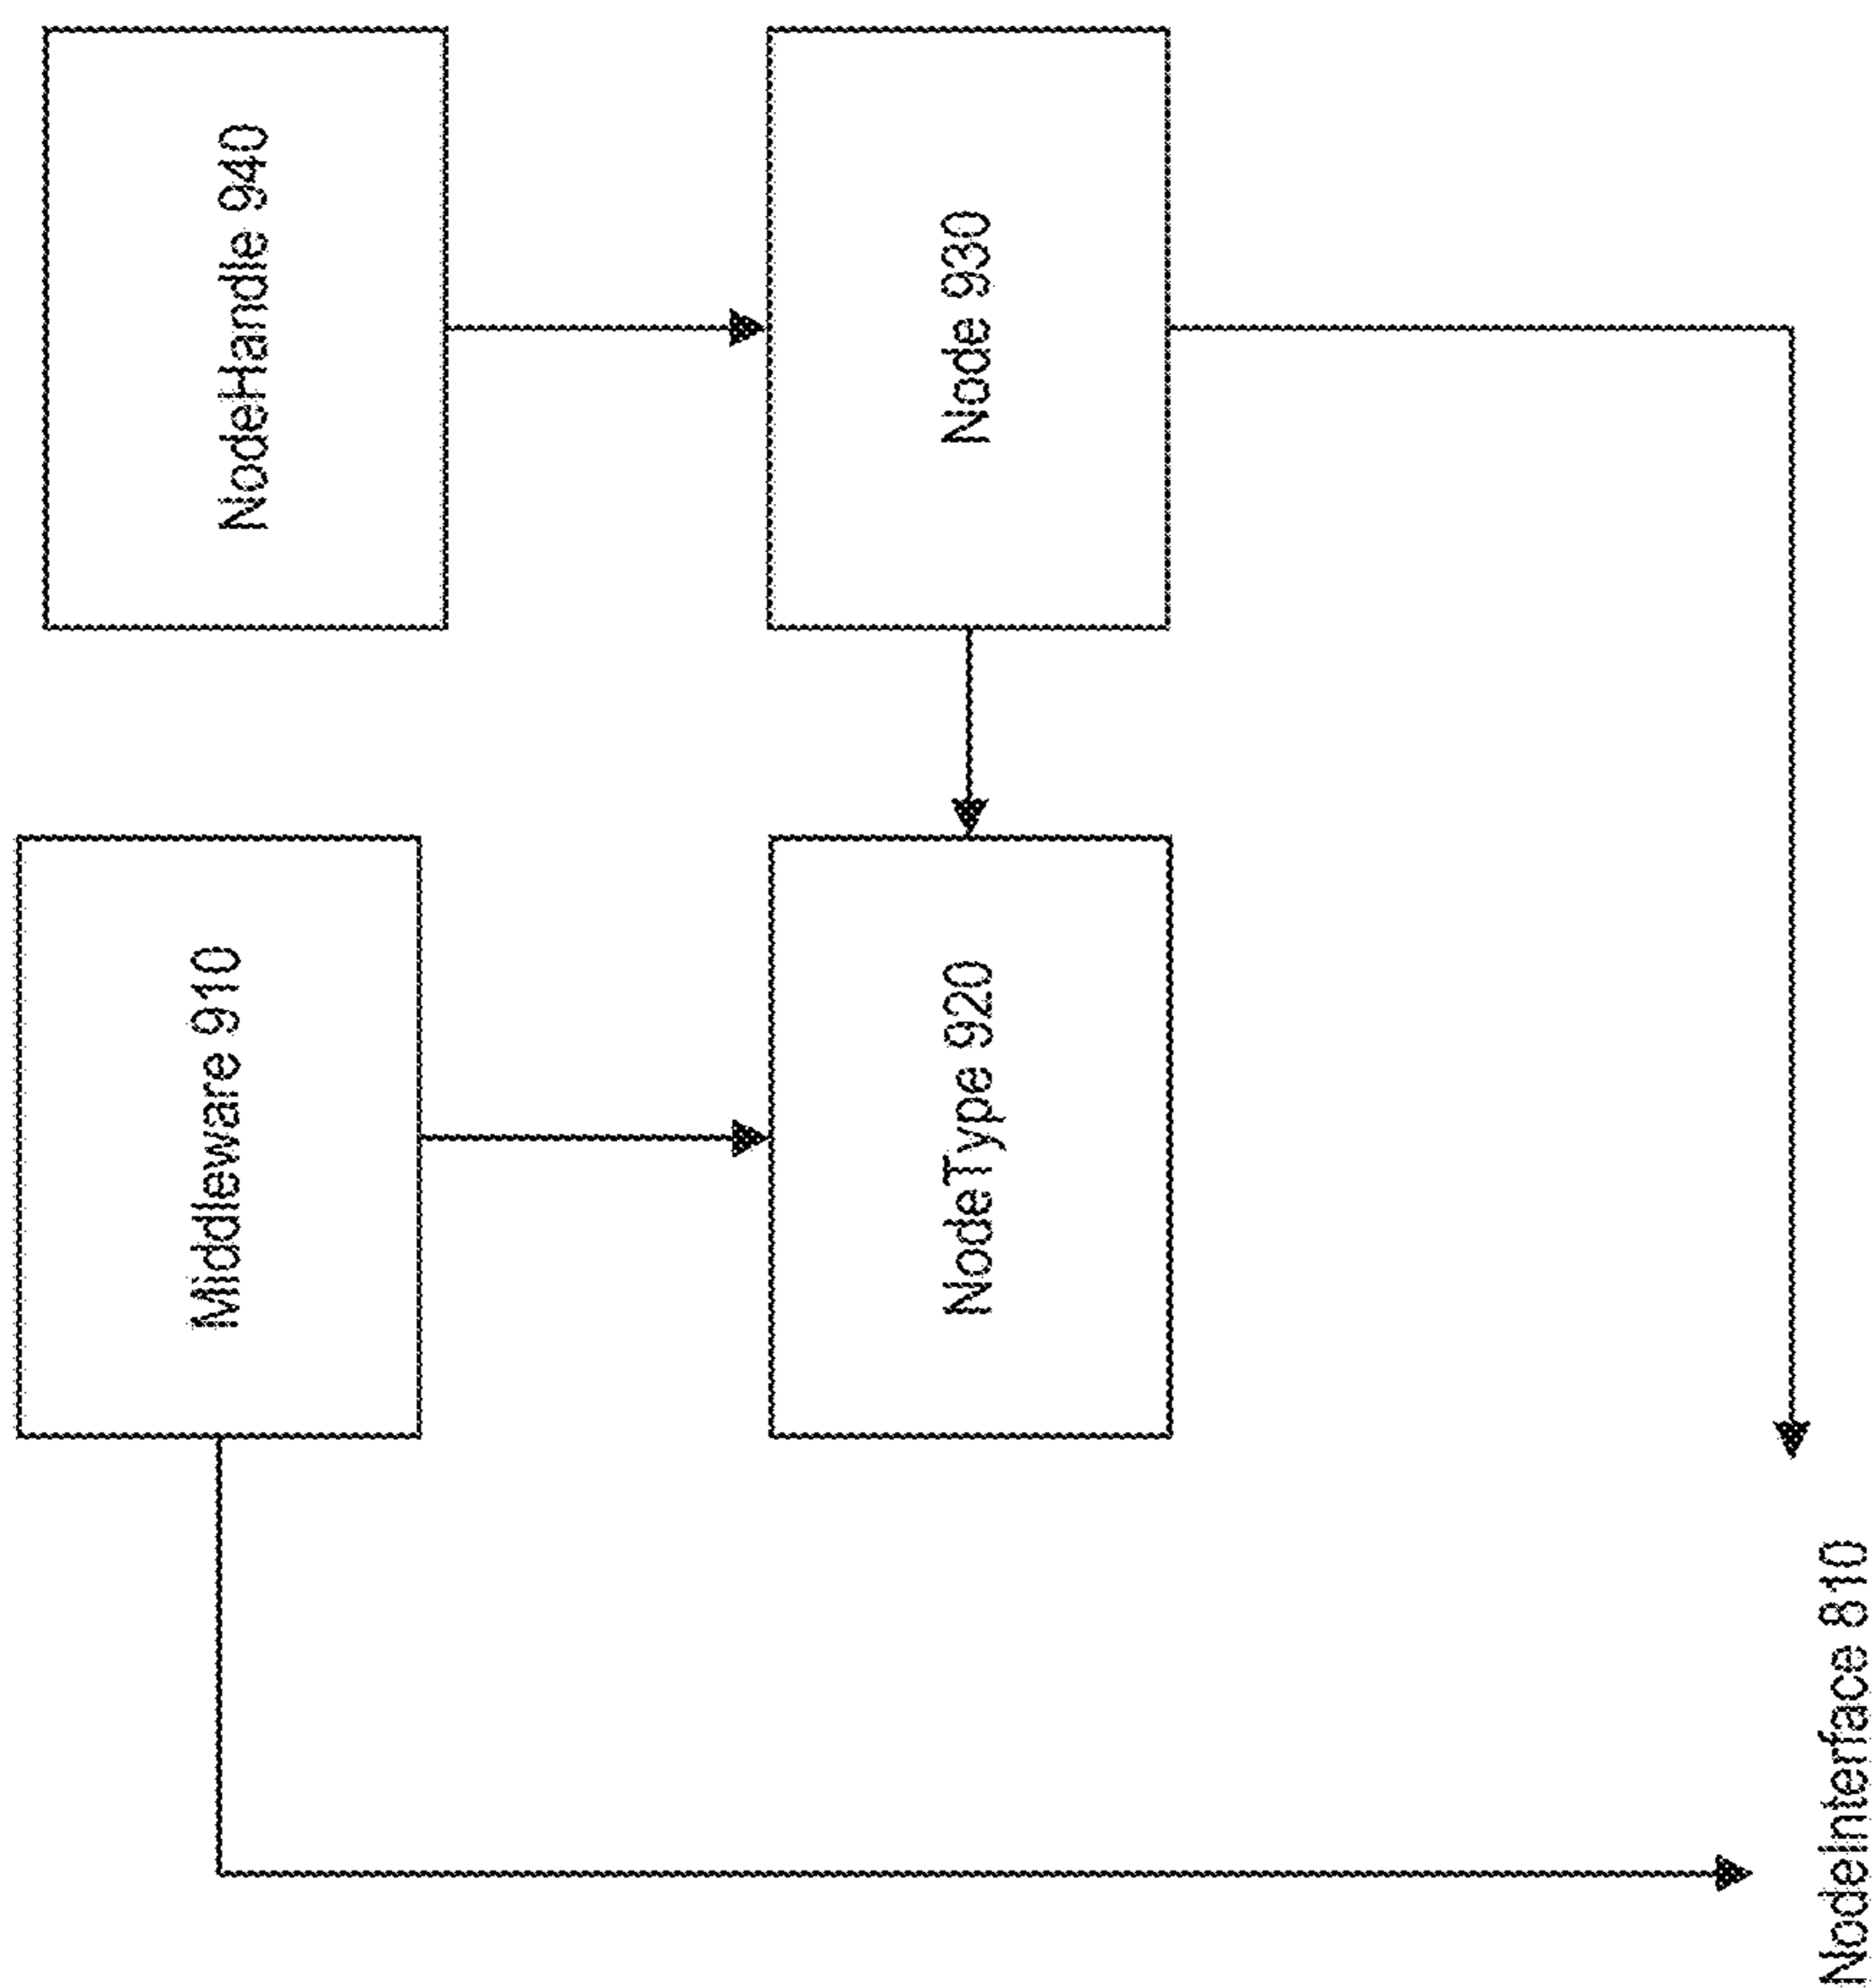 Middleware 910
NodeHandle 940
NodeType 920
Node 930
NodeInterface 810